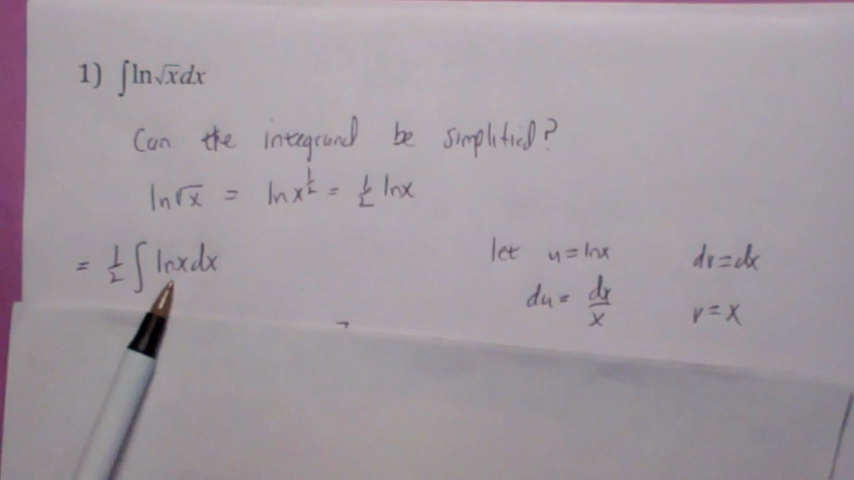 1) ∫ln√x dx
Can the integrand be simplified?
ln√x = ln x^{1/2} = 1/2 ln x
= 1/2 ∫ ln x dx
let u = ln x    dv = dx
du = dx/x    v = x